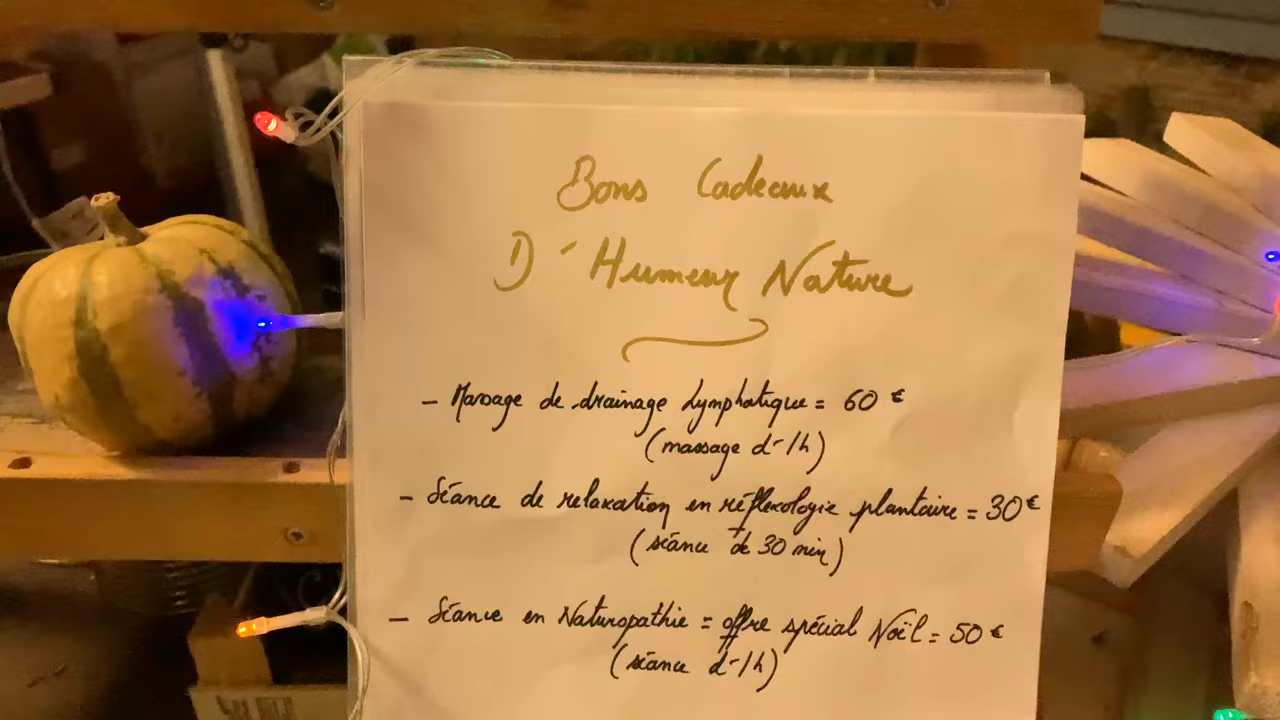 Bons Cadeaux
D'Humeur Nature
- Massage de drainage Lymphatique = 60 €
(massage d'1h)
- Séance de relaxation en réflexologie plantaire = 30 €
(séance de 30 min)
- Séance en Naturopathie = offre spécial Noël = 50 €
(séance d'1h)